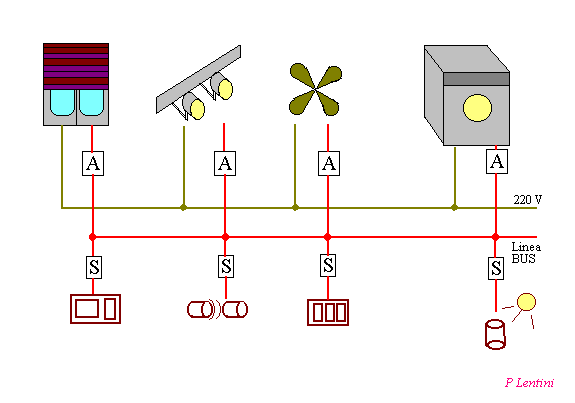 A A A A
220 V
Linea
BUS
S S S S
P Lentini